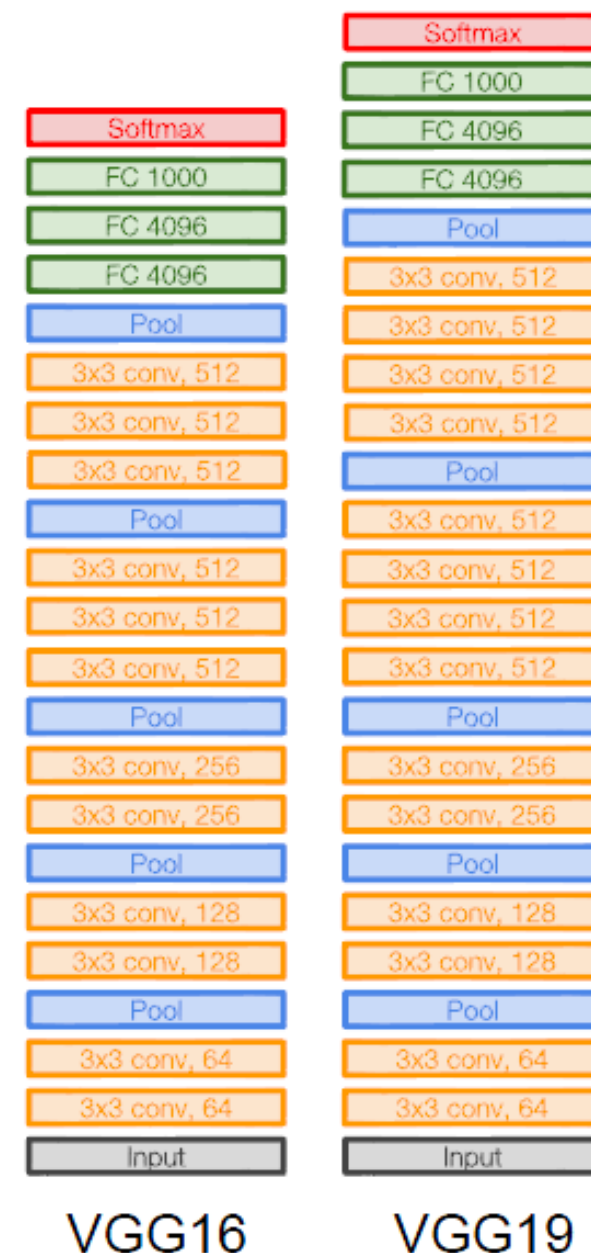 Softmax
FC 1000
FC 4096
FC 4096
Pool
3x3 conv, 512
3x3 conv, 512
3x3 conv, 512
Pool
3x3 conv, 512
3x3 conv, 512
3x3 conv, 512
Pool
3x3 conv, 256
3x3 conv, 256
Pool
3x3 conv, 128
3x3 conv, 128
Pool
3x3 conv, 64
3x3 conv, 64
Input
VGG16
Softmax
FC 1000
FC 4096
FC 4096
Pool
3x3 conv, 512
3x3 conv, 512
3x3 conv, 512
3x3 conv, 512
Pool
3x3 conv, 512
3x3 conv, 512
3x3 conv, 512
3x3 conv, 512
Pool
3x3 conv, 256
3x3 conv, 256
Pool
3x3 conv, 128
3x3 conv, 128
Pool
3x3 conv, 64
3x3 conv, 64
Input
VGG19